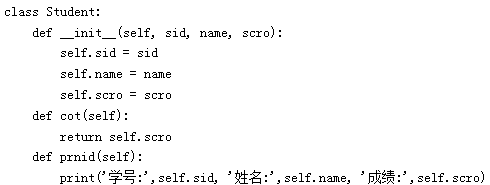 class Student:
    def __init__(self, sid, name, scro):
        self.sid = sid
        self.name = name
        self.scro = scro
    def cot(self):
        return self.scro
    def prnid(self):
        print('学号:',self.sid, '姓名:',self.name, '成绩:',self.scro)